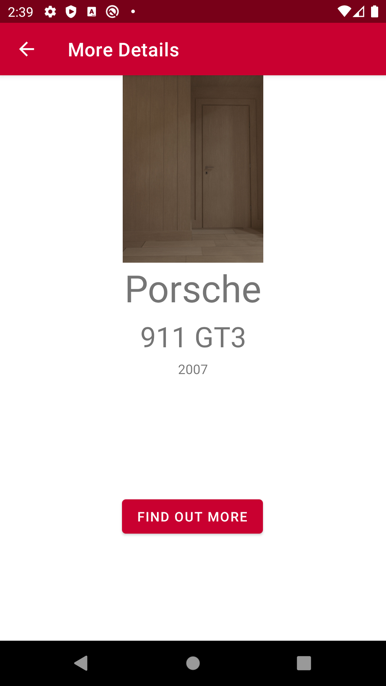 2:39
More Details
Porsche
911 GT3
2007
FIND OUT MORE